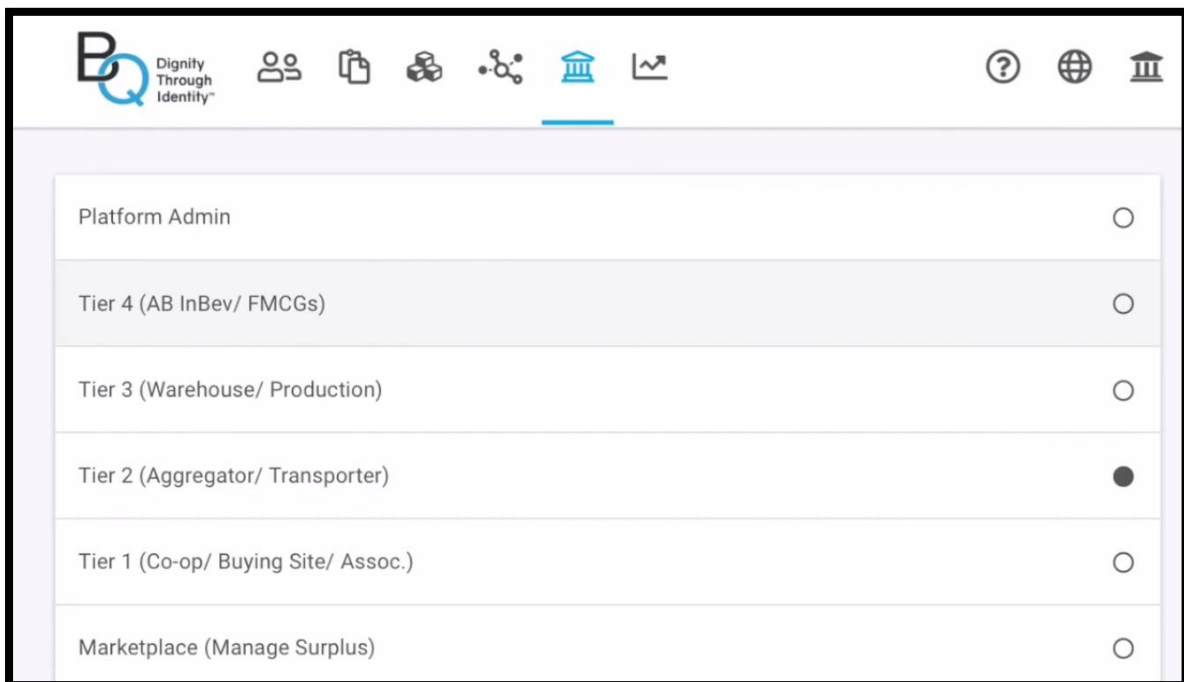 BQ
Dignity
Through
Identity™
Platform Admin
Tier 4 (AB InBev/ FMCGs)
Tier 3 (Warehouse/ Production)
Tier 2 (Aggregator/ Transporter)
Tier 1 (Co-op/ Buying Site/ Assoc.)
Marketplace (Manage Surplus)